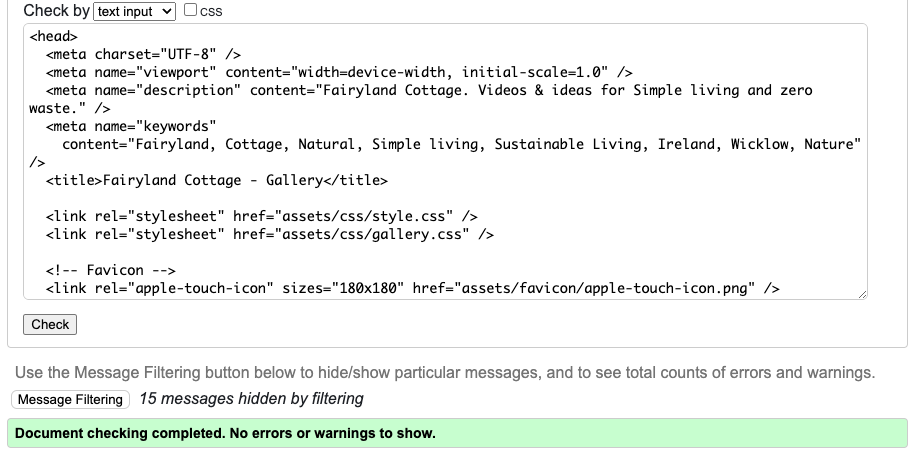 Check by text input css
<head>
  <meta charset="UTF-8" />
  <meta name="viewport" content="width=device-width, initial-scale=1.0" />
  <meta name="description" content="Fairyland Cottage. Videos & ideas for Simple living and zero
waste." />
  <meta name="keywords"
    content="Fairyland, Cottage, Natural, Simple living, Sustainable Living, Ireland, Wicklow, Nature"
/>
  <title>Fairyland Cottage - Gallery</title>
  <link rel="stylesheet" href="assets/css/style.css" />
  <link rel="stylesheet" href="assets/css/gallery.css" />
  <!-- Favicon -->
  <link rel="apple-touch-icon" sizes="180x180" href="assets/favicon/apple-touch-icon.png" />
Check
Use the Message Filtering button below to hide/show particular messages, and to see total counts of errors and warnings.
Message Filtering 15 messages hidden by filtering
Document checking completed. No errors or warnings to show.